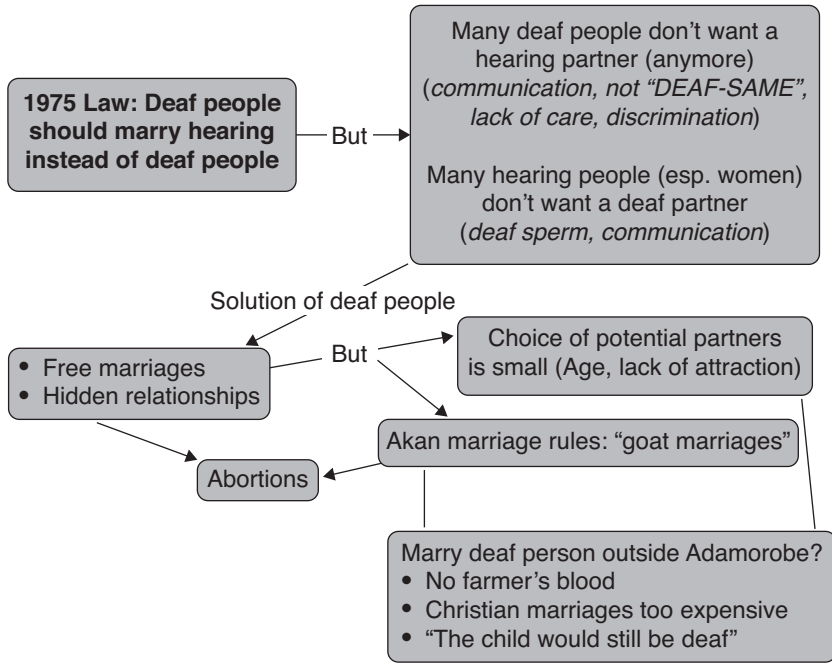 1975 Law: Deaf people
should marry hearing
instead of deaf people
But
Many deaf people don’t want a
hearing partner (anymore)
(communication, not “DEAF-SAME”,
lack of care, discrimination)
Many hearing people (esp. women)
don’t want a deaf partner
(deaf sperm, communication)
Solution of deaf people
• Free marriages
• Hidden relationships
But
Choice of potential partners
is small (Age, lack of attraction)
Akan marriage rules: “goat marriages”
Abortions
Marry deaf person outside Adamorobe?
• No farmer’s blood
• Christian marriages too expensive
• “The child would still be deaf”